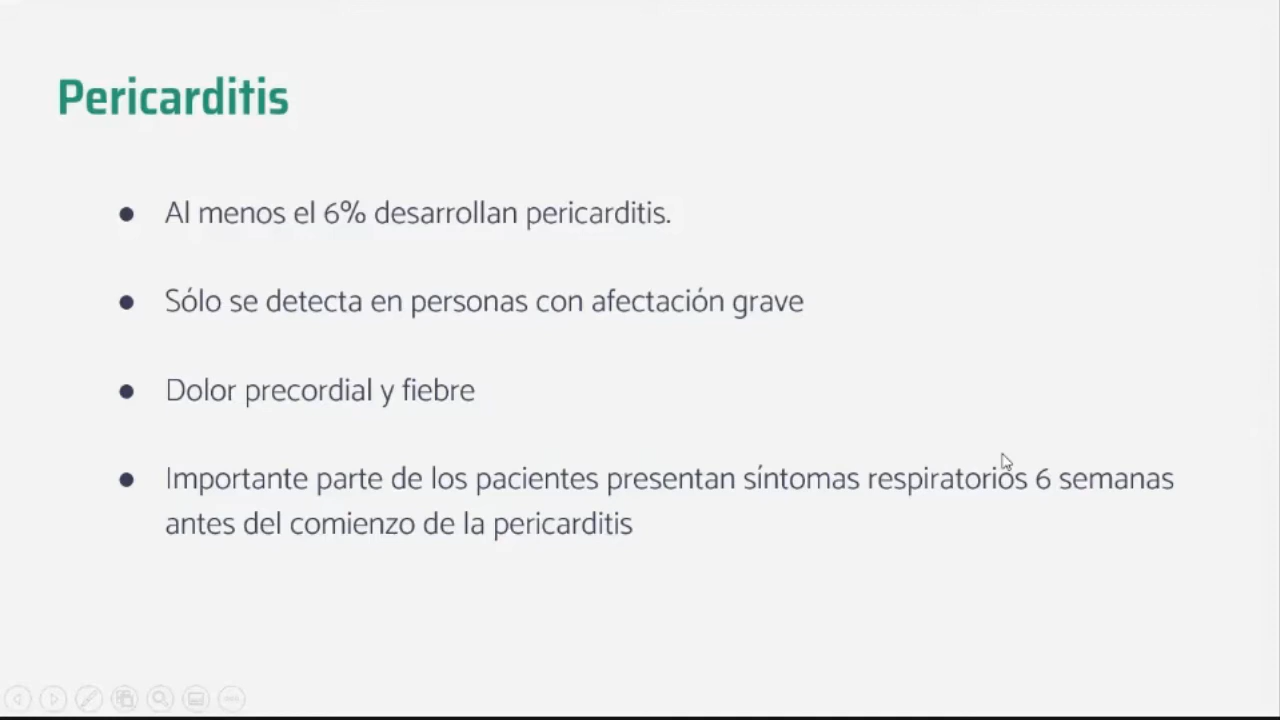 Pericarditis
● Al menos el 6% desarrollan pericarditis.
● Sólo se detecta en personas con afectación grave
● Dolor precordial y fiebre
● Importante parte de los pacientes presentan síntomas respiratorios 6 semanas
antes del comienzo de la pericarditis